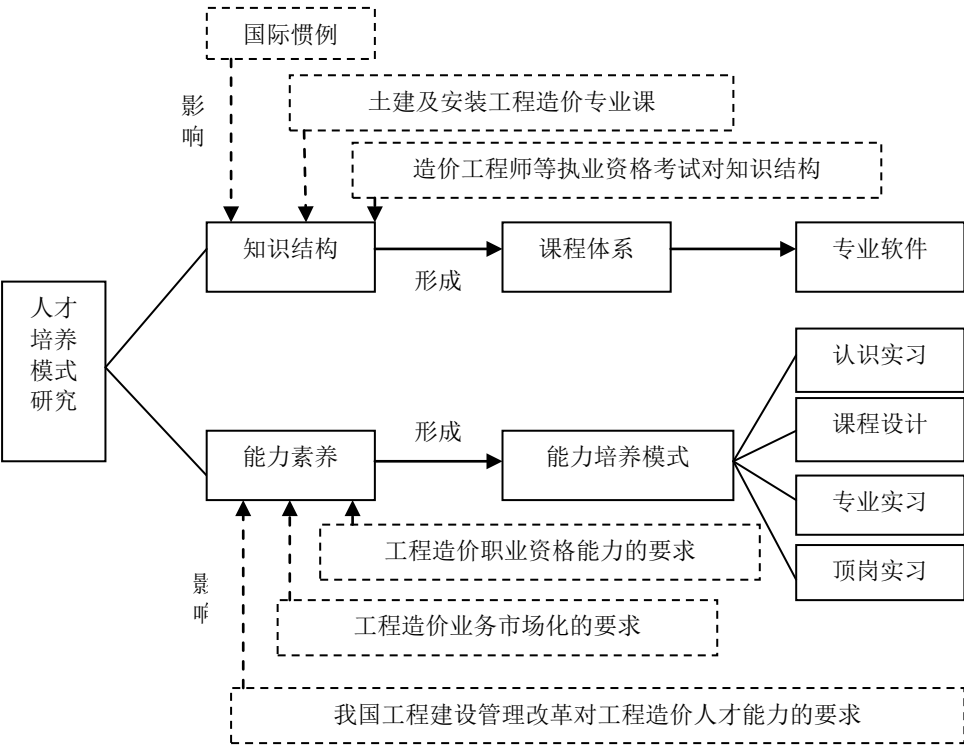 国际惯例
影
响
土建及安装工程造价专业课
造价工程师等执业资格考试对知识结构
知识结构
形成
课程体系
专业软件
人才
培养
模式
研究
认识实习
课程设计
能力素养
形成
能力培养模式
专业实习
顶岗实习
工程造价职业资格能力的要求
影
响
工程造价业务市场化的要求
我国工程建设管理改革对工程造价人才能力的要求